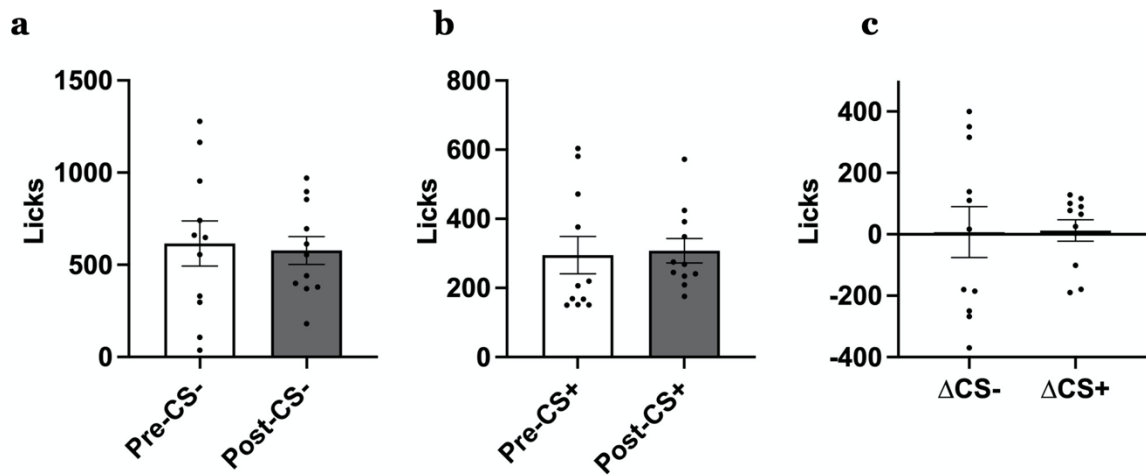 a
1500
1000
500
0
Licks
Pre-CS-
Post-CS-
b
800
600
400
200
0
Licks
Pre-CS+
Post-CS+
c
400
200
0
-200
-400
Licks
ΔCS-
ΔCS+